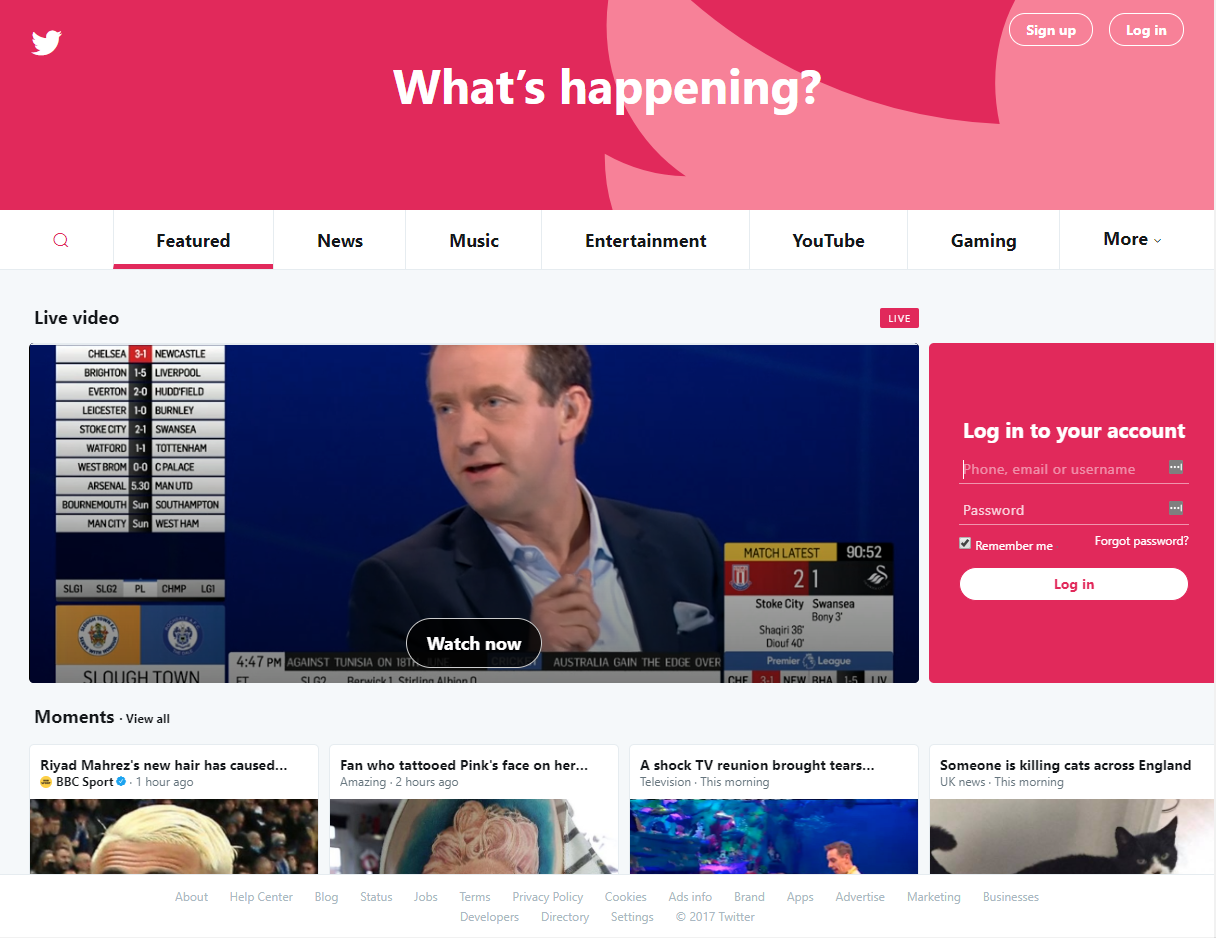 Sign up
Log in
What's happening?
Featured
News
Music
Entertainment
YouTube
Gaming
More
Live video
LIVE
CHELSEA 3-1 NEWCASTLE
BRIGHTON 1-5 LIVERPOOL
EVERTON 2-0 HUDD'FIELD
LEICESTER 1-0 BURNLEY
STOKE CITY 2-1 SWANSEA
WATFORD 1-1 TOTTENHAM
WEST BROM 0-0 C PALACE
ARSENAL 5.30 MAN UTD
BOURNEMOUTH Sun SOUTHAMPTON
MAN CITY Sun WEST HAM
SLG1 SLG2 PL CHMP LG1
SLOUGH TOWN
MATCH LATEST 90:52
2 1
Stoke City Swansea
Bony 3'
Shaqiri 36'
Diouf 40'
Premier League
Watch now
4:47 PM AGAINST TUNISIA ON 18TH JUNE CRICKET AUSTRALIA GAIN THE EDGE OVER
FT SLG2 Berwick 1 Stirling Albion 0
CHE 3-1 NEW BHA 1-5 LIV
Log in to your account
Phone, email or username
Password
Remember me
Forgot password?
Log in
Moments · View all
Riyad Mahrez's new hair has caused...
BBC Sport · 1 hour ago
Fan who tattooed Pink's face on her...
Amazing · 2 hours ago
A shock TV reunion brought tears...
Television · This morning
Someone is killing cats across England
UK news · This morning
About Help Center Blog Status Jobs Terms Privacy Policy Cookies Ads info Brand Apps Advertise Marketing Businesses
Developers Directory Settings © 2017 Twitter